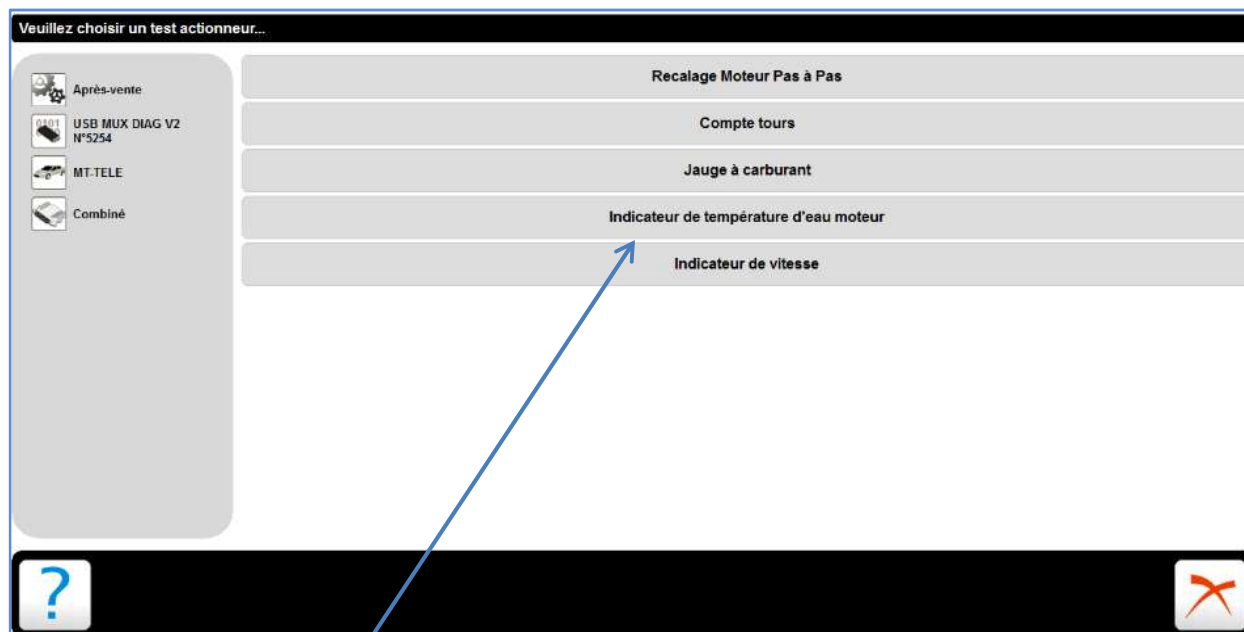 Veuillez choisir un test actionneur...
Après-vente
USB MUX DIAG V2
N°5254
MT-TELE
Combiné
Recalage Moteur Pas à Pas
Compte tours
Jauge à carburant
Indicateur de température d'eau moteur
Indicateur de vitesse
?